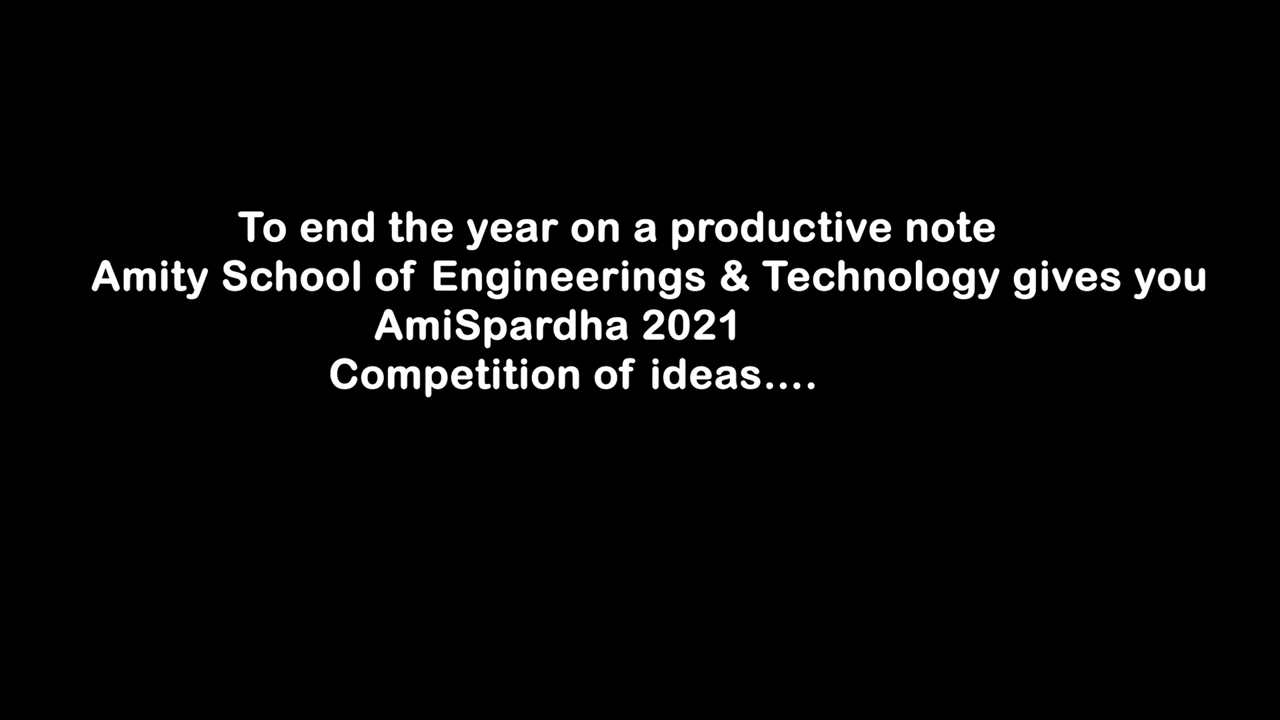 To end the year on a productive note
Amity School of Engineerings & Technology gives you
AmiSpardha 2021
Competition of ideas....